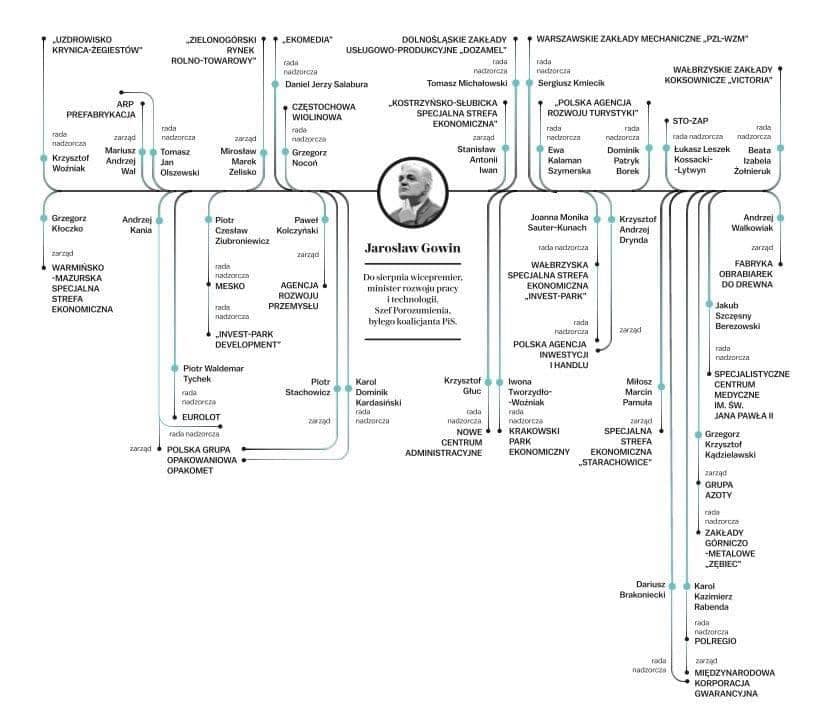 „UZDROWISKO
KRYNICA-ŻEGIESTÓW”
„ZIELONOGÓRSKI
RYNEK
ROLNO-TOWAROWY”
„EKOMEDIA”
DOLNOŚLĄSKIE ZAKŁADY
USŁUGOWO-PRODUKCYJNE „DOZAMEL”
WARSZAWSKIE ZAKŁADY MECHANICZNE „PZL-WZM”
rada
nadzorcza
Daniel Jerzy Salabura
rada
nadzorcza
Tomasz Michałowski
rada
nadzorcza
Sergiusz Kmiecik
WAŁBRZYSKIE ZAKŁADY
KOKSOWNICZE „VICTORIA”
ARP
PREFABRYKACJA
CZĘSTOCHOWA
WIOLINOWA
„KOSTRZYŃSKO-SŁUBICKA
SPECJALNA STREFA
EKONOMICZNA”
„POLSKA AGENCJA
ROZWOJU TURYSTYKI”
STO-ZAP
rada
nadzorcza
Krzysztof
Woźniak
zarząd
Mariusz
Andrzej
Wal
rada
nadzorcza
Tomasz
Jan
Olszewski
zarząd
Mirosław
Marek
Zelisko
rada
nadzorcza
Grzegorz
Nocoń
zarząd
Stanisław
Antonii
Iwan
rada
nadzorcza
Ewa
Kalaman
Szymerska
rada
nadzorcza
Dominik
Patryk
Borek
rada nadzorcza
Łukasz Leszek
Kossacki-
-Lytwyn
rada
nadzorcza
Beata
Izabela
Żołnieruk
Grzegorz
Kłoczko
zarząd
WARMIŃSKO
-MAZURSKA
SPECJALNA
STREFA
EKONOMICZNA
Andrzej
Kania
Piotr
Czesław
Ziubroniewicz
rada
nadzorcza
MESKO
rada
nadzorcza
„INVEST-PARK
DEVELOPMENT”
Paweł
Kolczyński
zarząd
AGENCJA
ROZWOJU
PRZEMYSŁU
Jarosław Gowin
Do sierpnia wicepremier,
minister rozwoju pracy
i technologii.
Szef Porozumienia,
byłego koalicjanta PiS.
Joanna Monika
Sauter-Kunach
rada nadzorcza
WAŁBRZYSKA
SPECJALNA STREFA
EKONOMICZNA
„INVEST-PARK”
rada
nadzorcza
POLSKA AGENCJA
INWESTYCJI
I HANDLU
Krzysztof
Andrzej
Drynda
zarząd
Andrzej
Walkowiak
zarząd
FABRYKA
OBRABIAREK
DO DREWNA
Jakub
Szczęsny
Berezowski
rada
nadzorcza
SPECJALISTYCZNE
CENTRUM
MEDYCZNE
IM. ŚW.
JANA PAWŁA II
Piotr Waldemar
Tychek
rada
nadzorcza
EUROLOT
rada nadzorcza
zarząd
POLSKA GRUPA
OPAKOWANIOWA
OPAKOMET
Piotr
Stachowicz
zarząd
Karol
Dominik
Kardasiński
rada
nadzorcza
Krzysztof
Głuc
rada
nadzorcza
NOWE
CENTRUM
ADMINISTRACYJNE
Iwona
Tworzydło-
-Woźniak
rada
nadzorcza
KRAKOWSKI
PARK
EKONOMICZNY
Miłosz
Marcin
Pamuła
zarząd
SPECJALNA
STREFA
EKONOMICZNA
„STARACHOWICE”
Grzegorz
Krzysztof
Kądzielawski
zarząd
GRUPA
AZOTY
rada
nadzorcza
ZAKŁADY
GÓRNICZO
-METALOWE
„ZĘBIEC”
Dariusz
Brakoniecki
Karol
Kazimierz
Rabenda
rada
nadzorcza
POLREGIO
rada
nadzorcza
zarząd
MIĘDZYNARODOWA
KORPORACJA
GWARANCYJNA